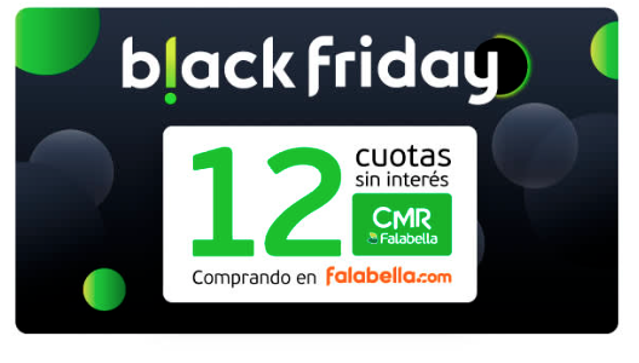 black friday
12 cuotas
sin interés
CMR
Falabella
Comprando en falabella.com